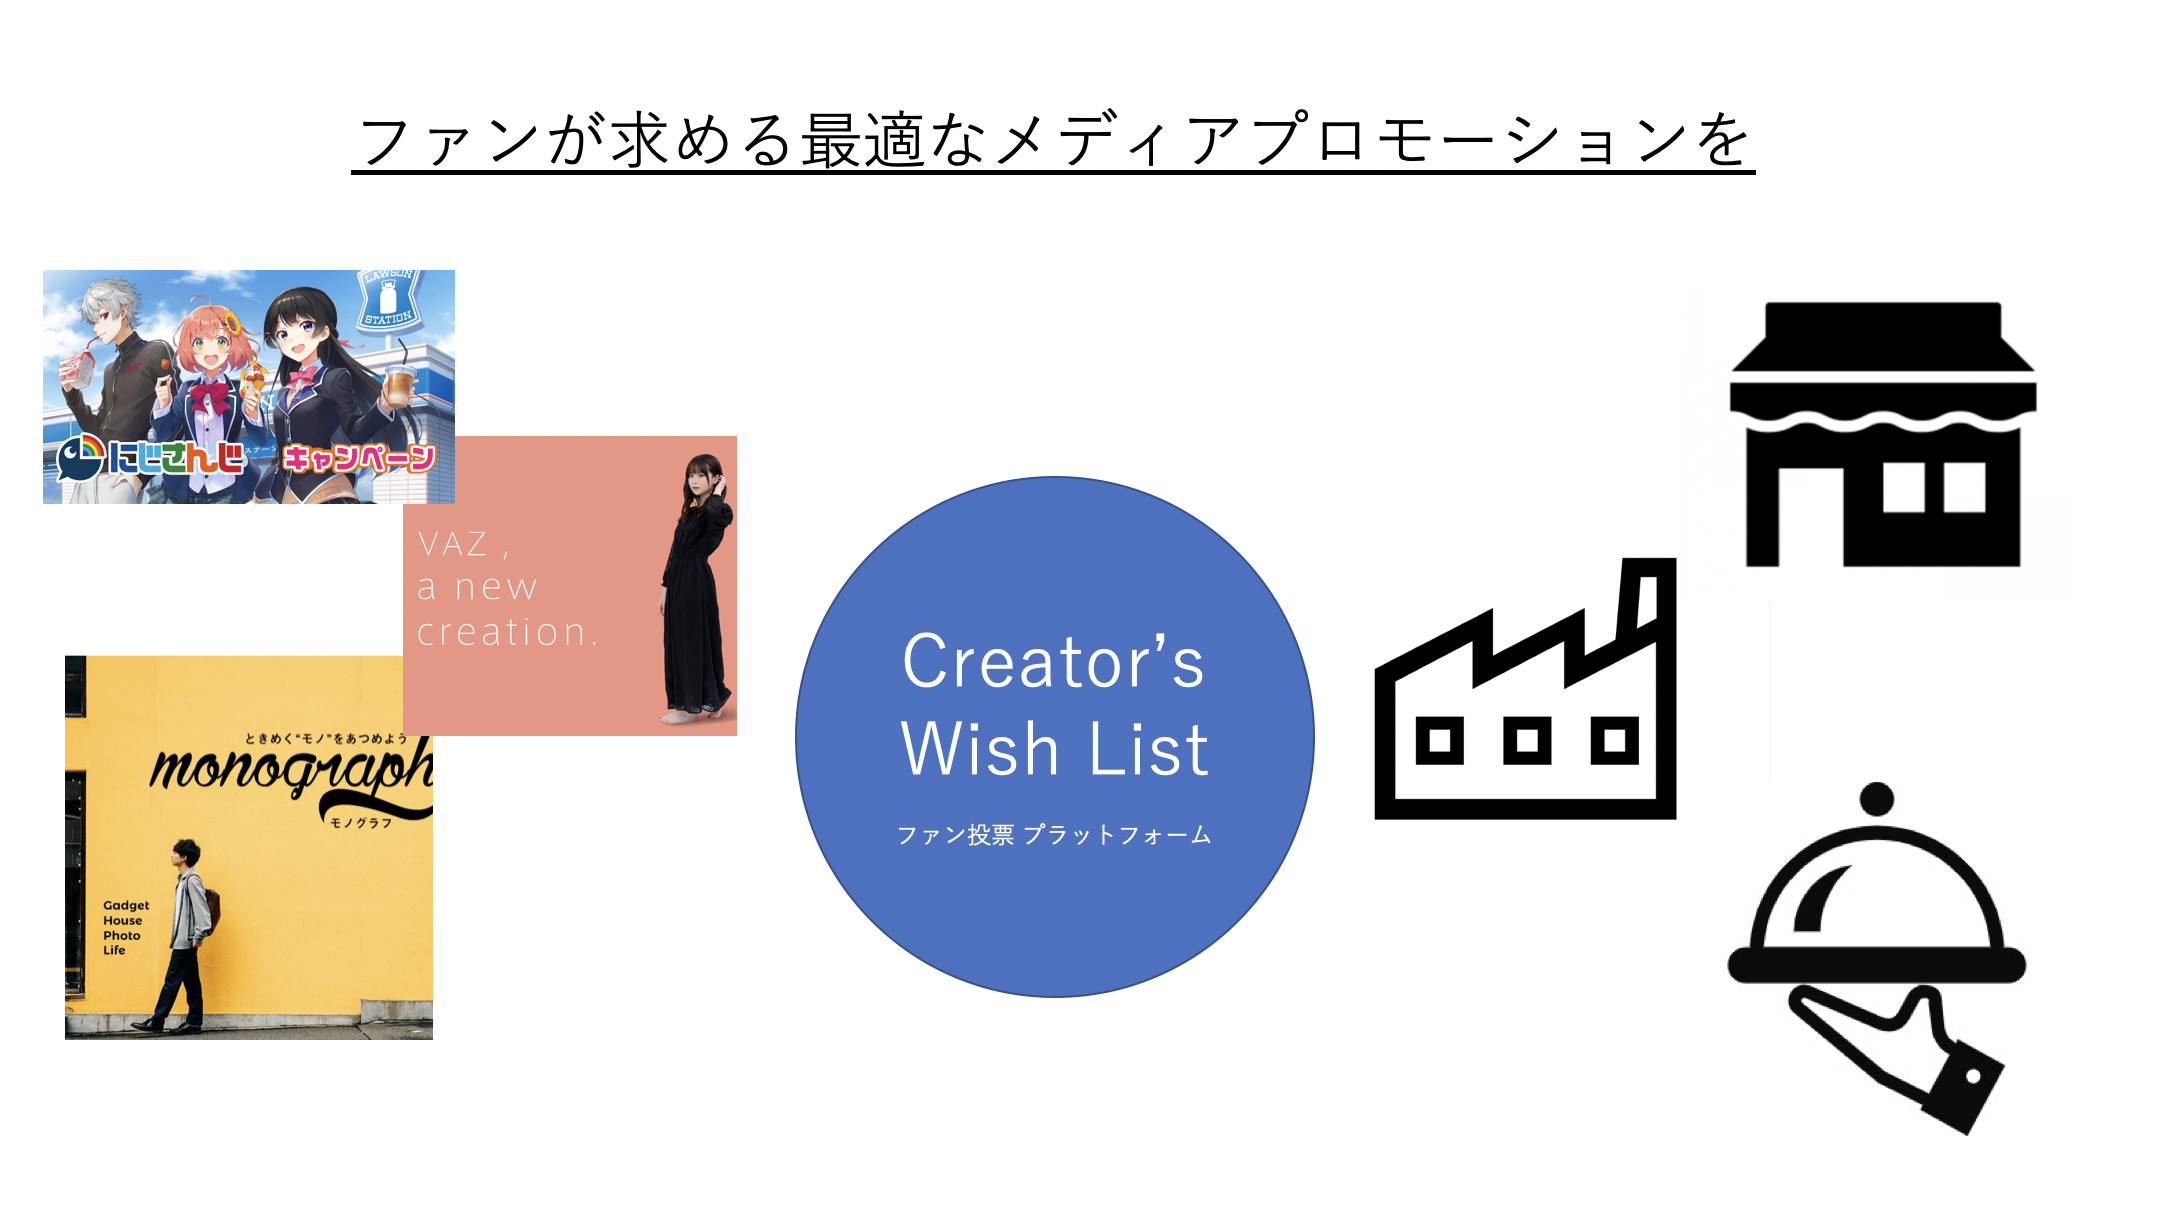 ファンが求める最適なメディアプロモーションを
LAWSON
STATION
にじさんじ
キャンペーン
VAZ ,
a new
creation.
ときめく“モノ”をあつめよう
monograph
モノグラフ
Gadget
House
Photo
Life
Creator’s
Wish List
ファン投票 プラットフォーム